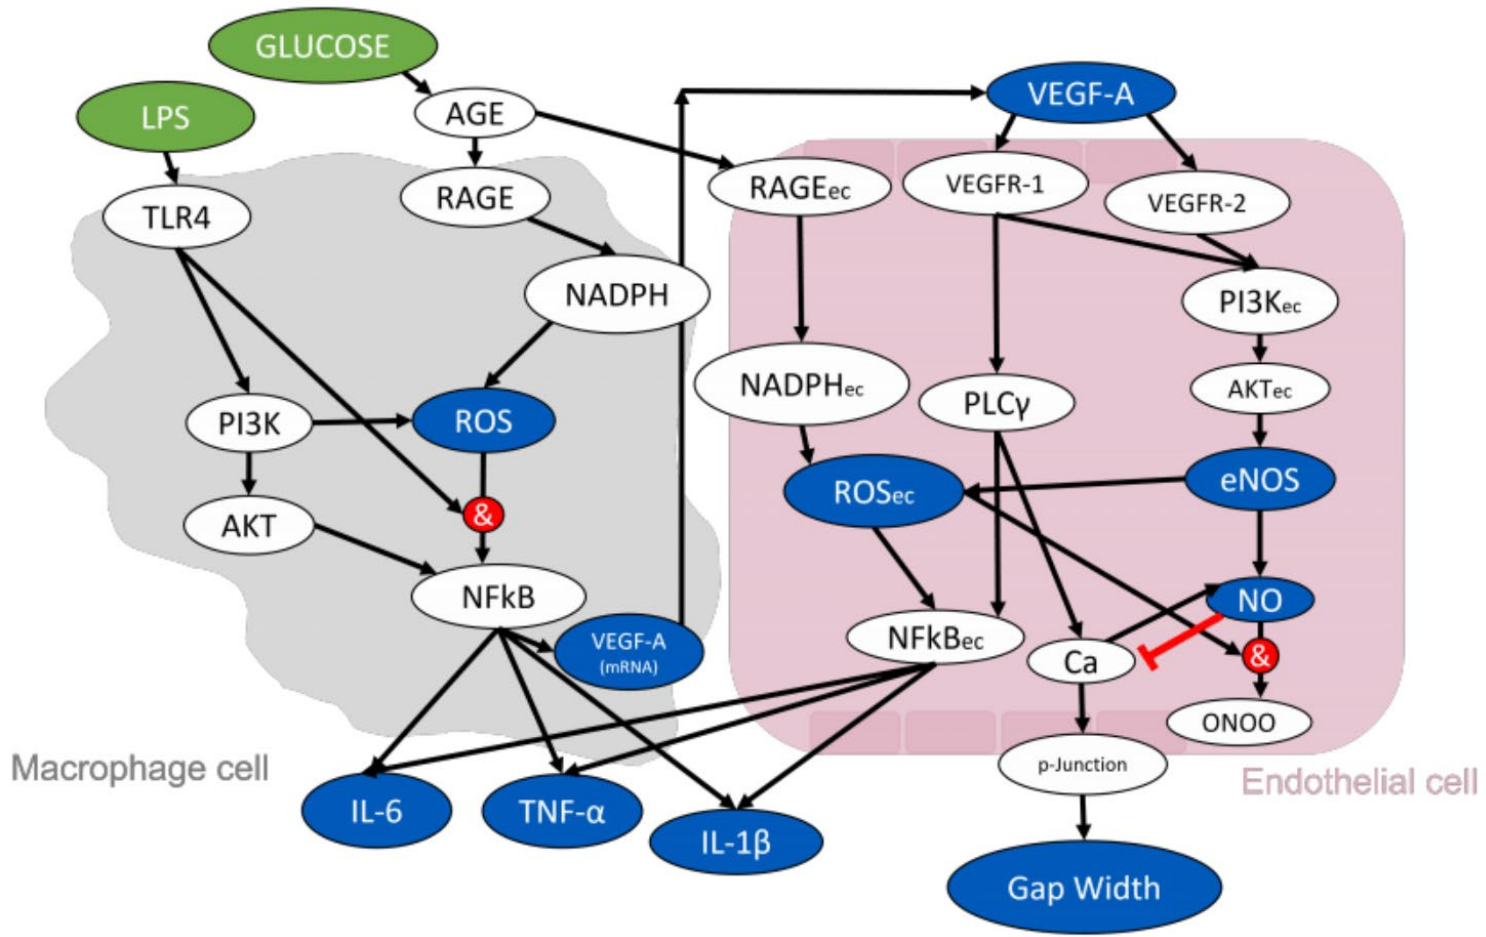 GLUCOSE
LPS
AGE
VEGF-A
TLR4
RAGE
RAGEec
VEGFR-1
VEGFR-2
NADPH
PI3Kec
NADPHec
PLCγ
AKTec
PI3K
ROS
ROSec
eNOS
AKT
&
NFkB
NO
VEGF-A
(mRNA)
NFkBec
Ca
&
ONOO
Macrophage cell
p-Junction
Endothelial cell
IL-6
TNF-α
IL-1β
Gap Width